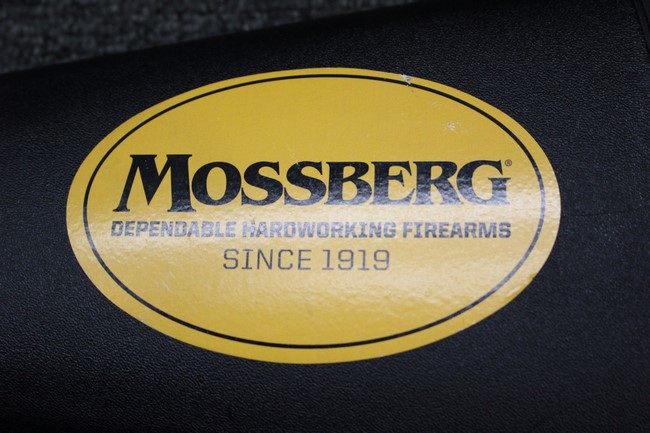 MOSSBERG®
DEPENDABLE HARDWORKING FIREARMS
SINCE 1919